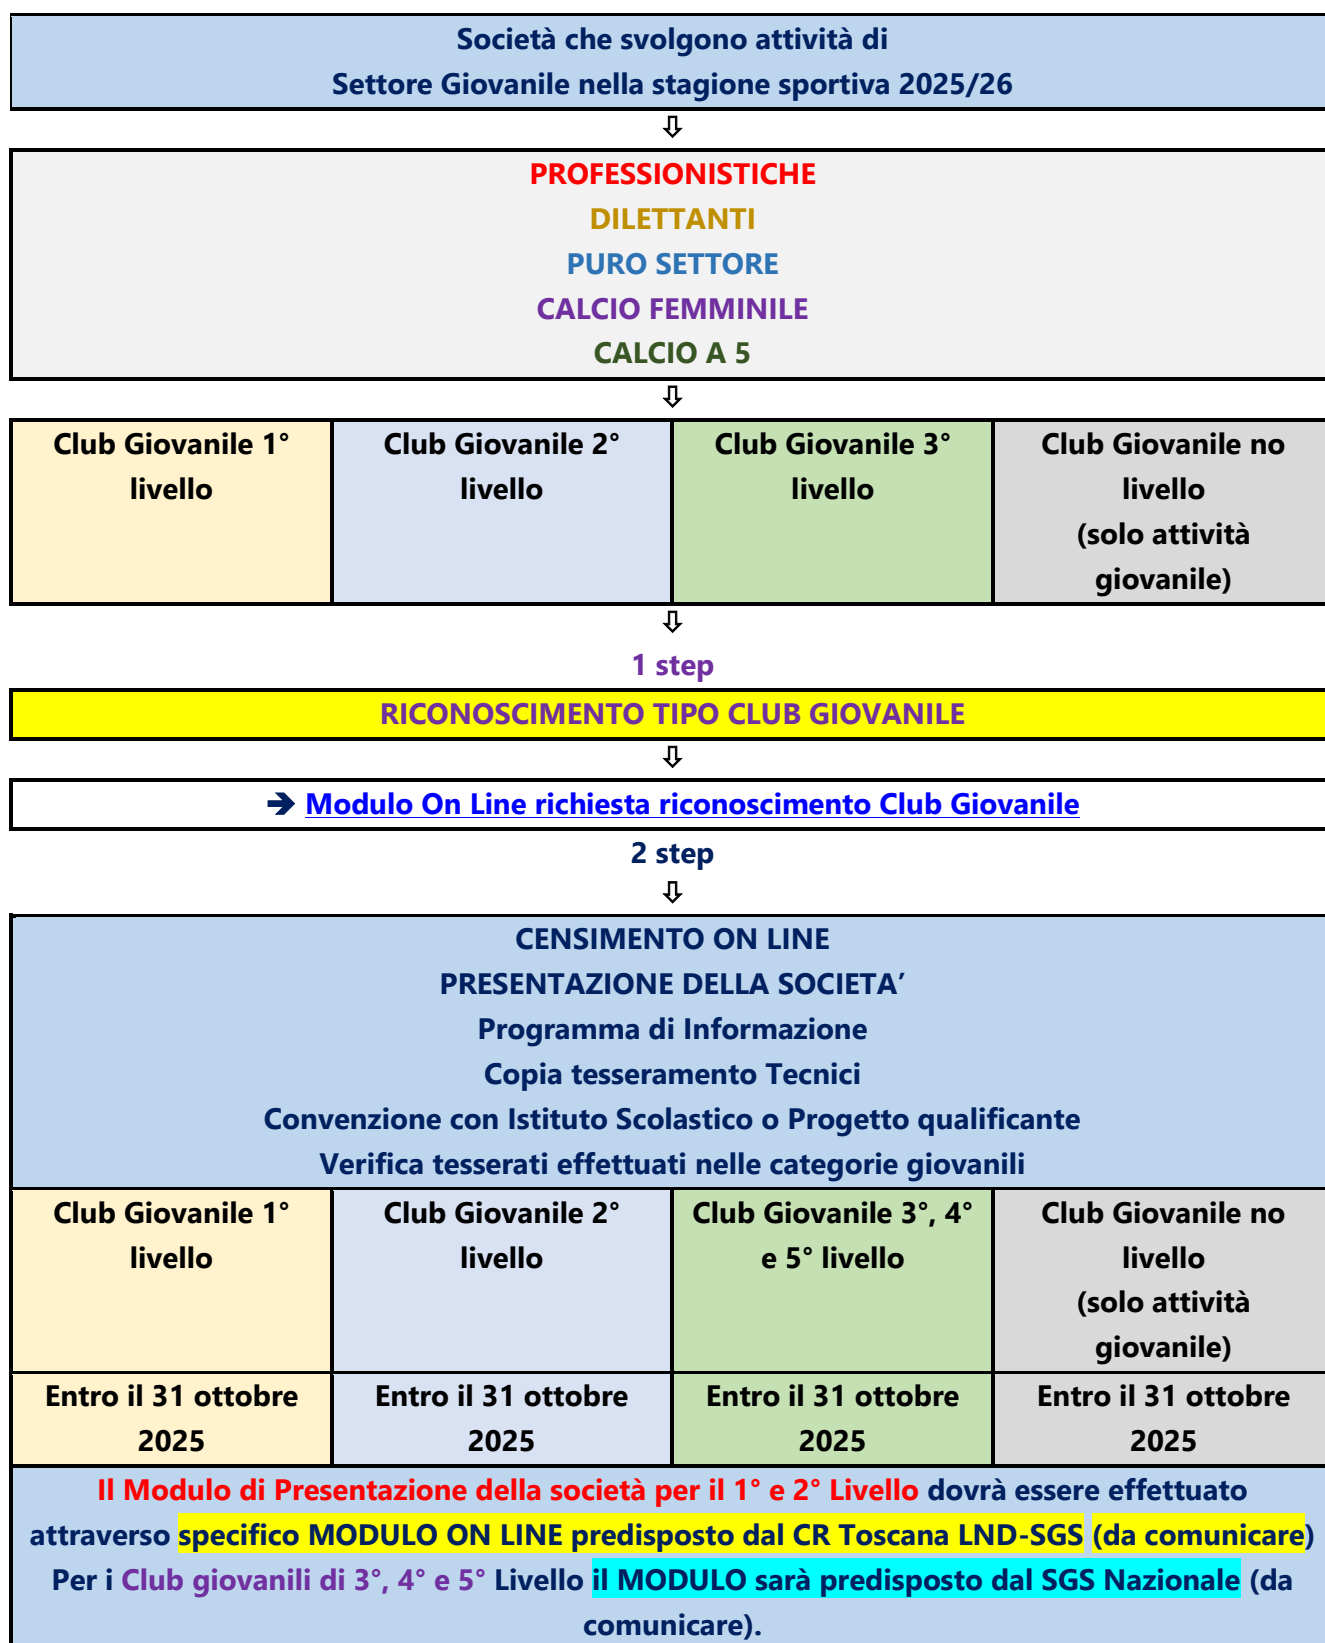 Società che svolgono attività di
Settore Giovanile nella stagione sportiva 2025/26
⇩
PROFESSIONISTICHE
DILETTANTI
PURO SETTORE
CALCIO FEMMINILE
CALCIO A 5
⇩
Club Giovanile 1°
livello
Club Giovanile 2°
livello
Club Giovanile 3°
livello
Club Giovanile no
livello
(solo attività
giovanile)
⇩
1 step
RICONOSCIMENTO TIPO CLUB GIOVANILE
⇩
➔ Modulo On Line richiesta riconoscimento Club Giovanile
2 step
⇩
CENSIMENTO ON LINE
PRESENTAZIONE DELLA SOCIETA’
Programma di Informazione
Copia tesseramento Tecnici
Convenzione con Istituto Scolastico o Progetto qualificante
Verifica tesserati effettuati nelle categorie giovanili
Club Giovanile 1°
livello
Club Giovanile 2°
livello
Club Giovanile 3°, 4°
e 5° livello
Club Giovanile no
livello
(solo attività
giovanile)
Entro il 31 ottobre
2025
Entro il 31 ottobre
2025
Entro il 31 ottobre
2025
Entro il 31 ottobre
2025
Il Modulo di Presentazione della società per il 1° e 2° Livello dovrà essere effettuato
attraverso specifico MODULO ON LINE predisposto dal CR Toscana LND-SGS (da comunicare)
Per i Club giovanili di 3°, 4° e 5° Livello il MODULO sarà predisposto dal SGS Nazionale (da
comunicare).